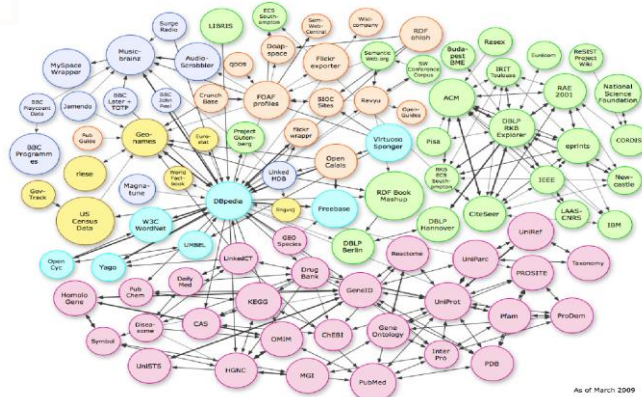 LIBRIS
ECS South-ampton
Sem-Web-Central
Wiki-company
RDF ohloh
Surge Radio
Music-brainz
Audio-Scrobbler
QDOS
Doap-space
Flickr exporter
Semantic Web.org
SW Conference Corpus
Buda-pest BME
Resex
IRIT Toulouse
Eurécom
ReSIST Project Wiki
MySpace Wrapper
Crunch Base
FOAF profiles
SIOC Sites
Revyu
Open-Guides
ACM
RAE 2001
National Science Foundation
BBC Playcount Data
Jamendo
BBC Later + TOTP
BBC John Peel
Geo-names
Euro-stat
Project Guten-berg
flickr wrappr
Virtuoso Sponger
DBLP RKB Explorer
eprints
CORDIS
BBC Programmes
Pub Guide
World Fact-book
Linked MDB
Open Calais
Pisa
RKB ECS South-ampton
IEEE
New-castle
riese
Magna-tune
RDF Book Mashup
Gov-Track
US Census Data
W3C WordNet
DBpedia
lingvoj
Freebase
DBLP Hannover
CiteSeer
LAAS-CNRS
IBM
Open Cyc
Yago
UMBEL
GEO Species
DBLP Berlin
Reactome
UniParc
UniRef
Taxonomy
LinkedCT
Drug Bank
Daily Med
Pub Chem
Homolo Gene
KEGG
GeneID
UniProt
PROSITE
Disea-some
CAS
ChEBI
Gene Ontology
Pfam
ProDom
Symbol
OMIM
Inter Pro
UniSTS
HGNC
MGI
PubMed
PDB
As of March 2009